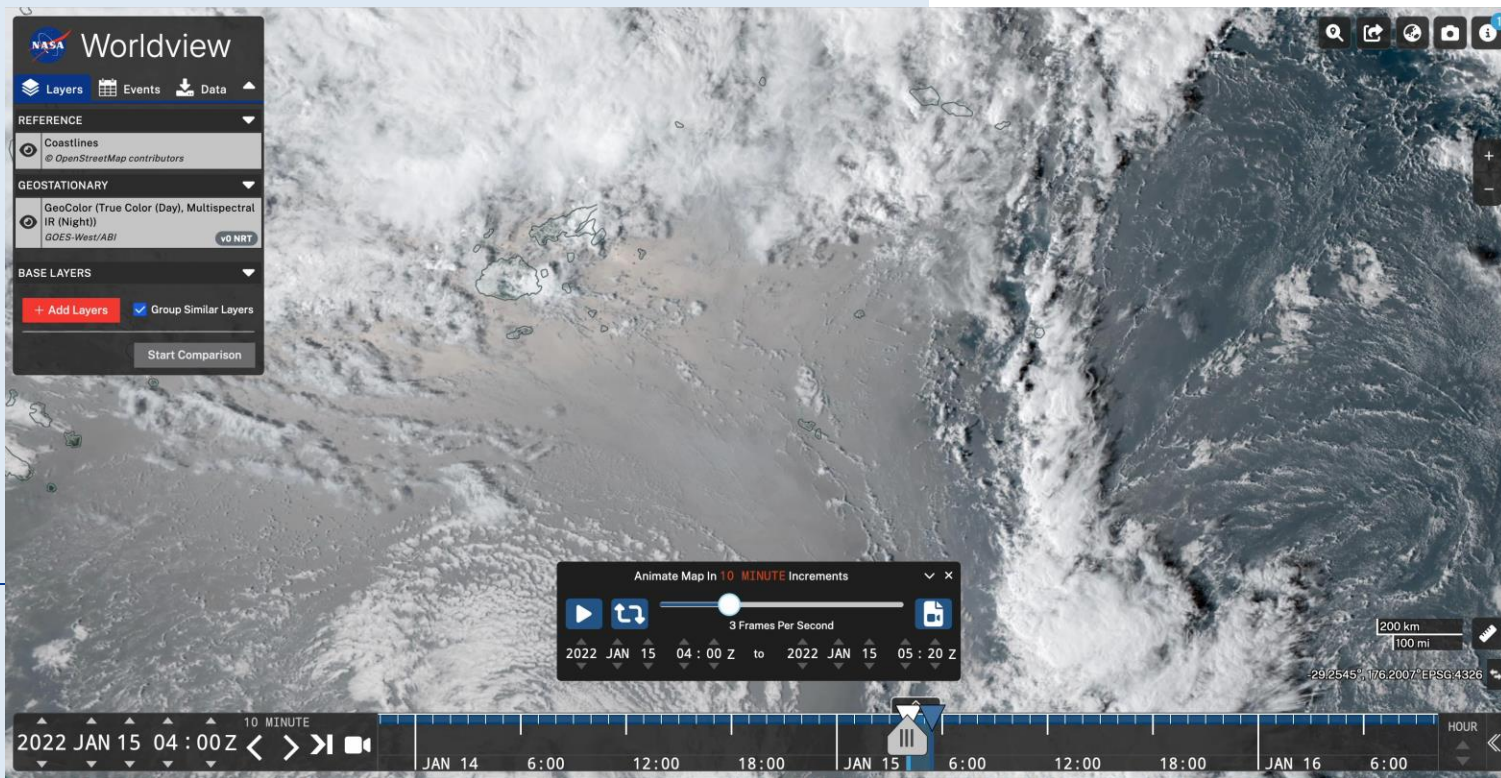 NASA Worldview
Layers Events Data
REFERENCE
Coastlines
© OpenStreetMap contributors
GEOSTATIONARY
GeoColor (True Color (Day), Multispectral
IR (Night))
GOES-West/ABI
v0 NRT
BASE LAYERS
+ Add Layers
Group Similar Layers
Start Comparison
1
+
−
Animate Map In 10 MINUTE Increments
3 Frames Per Second
2022 JAN 15 04 : 00 Z to 2022 JAN 15 05 : 20 Z
200 km
100 mi
-29.2545°, 176.2007° EPSG:4326
10 MINUTE
2022 JAN 15 04 : 00 Z
JAN 14 6:00 12:00 18:00 JAN 15 6:00 12:00 18:00 JAN 16 6:00
HOUR